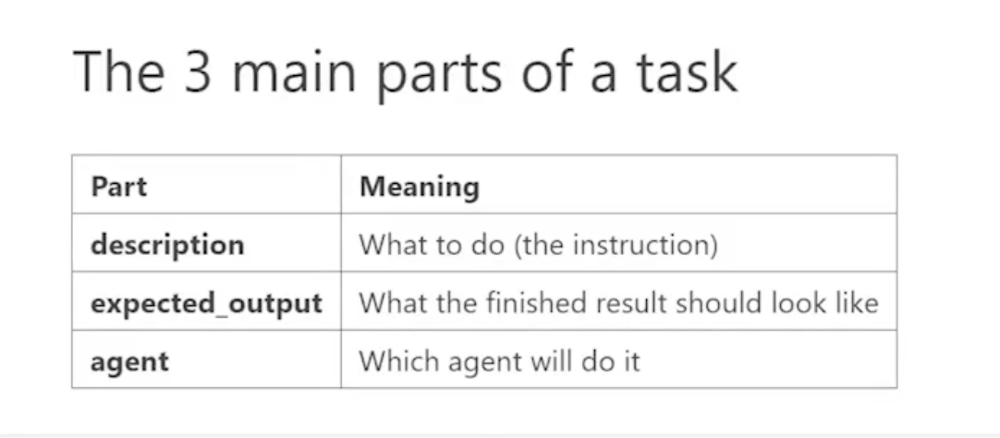 The 3 main parts of a task
Part Meaning
description What to do (the instruction)
expected_output What the finished result should look like
agent Which agent will do it